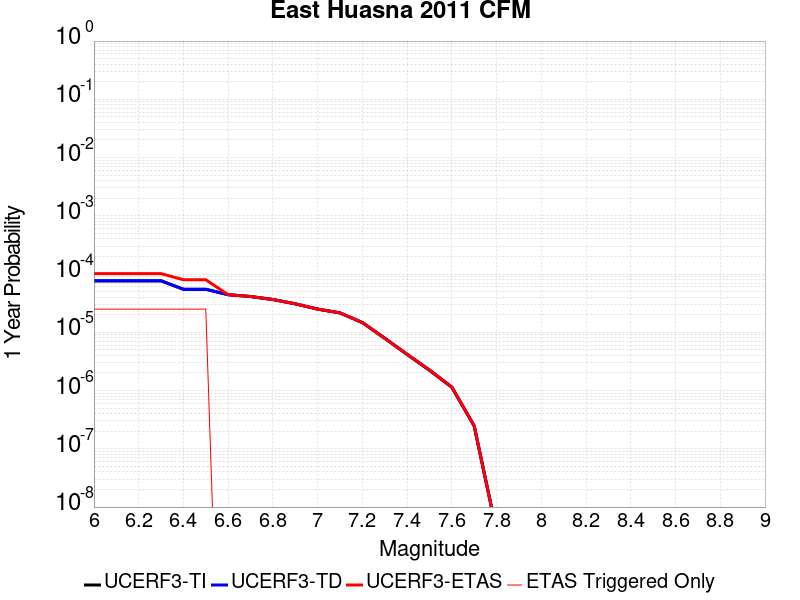 East Huasna 2011 CFM
10^0
10^-1
10^-2
10^-3
10^-4
10^-5
10^-6
10^-7
10^-8
1 Year Probability
6 6.2 6.4 6.6 6.8 7 7.2 7.4 7.6 7.8 8 8.2 8.4 8.6 8.8 9
Magnitude
UCERF3-TI UCERF3-TD UCERF3-ETAS ETAS Triggered Only